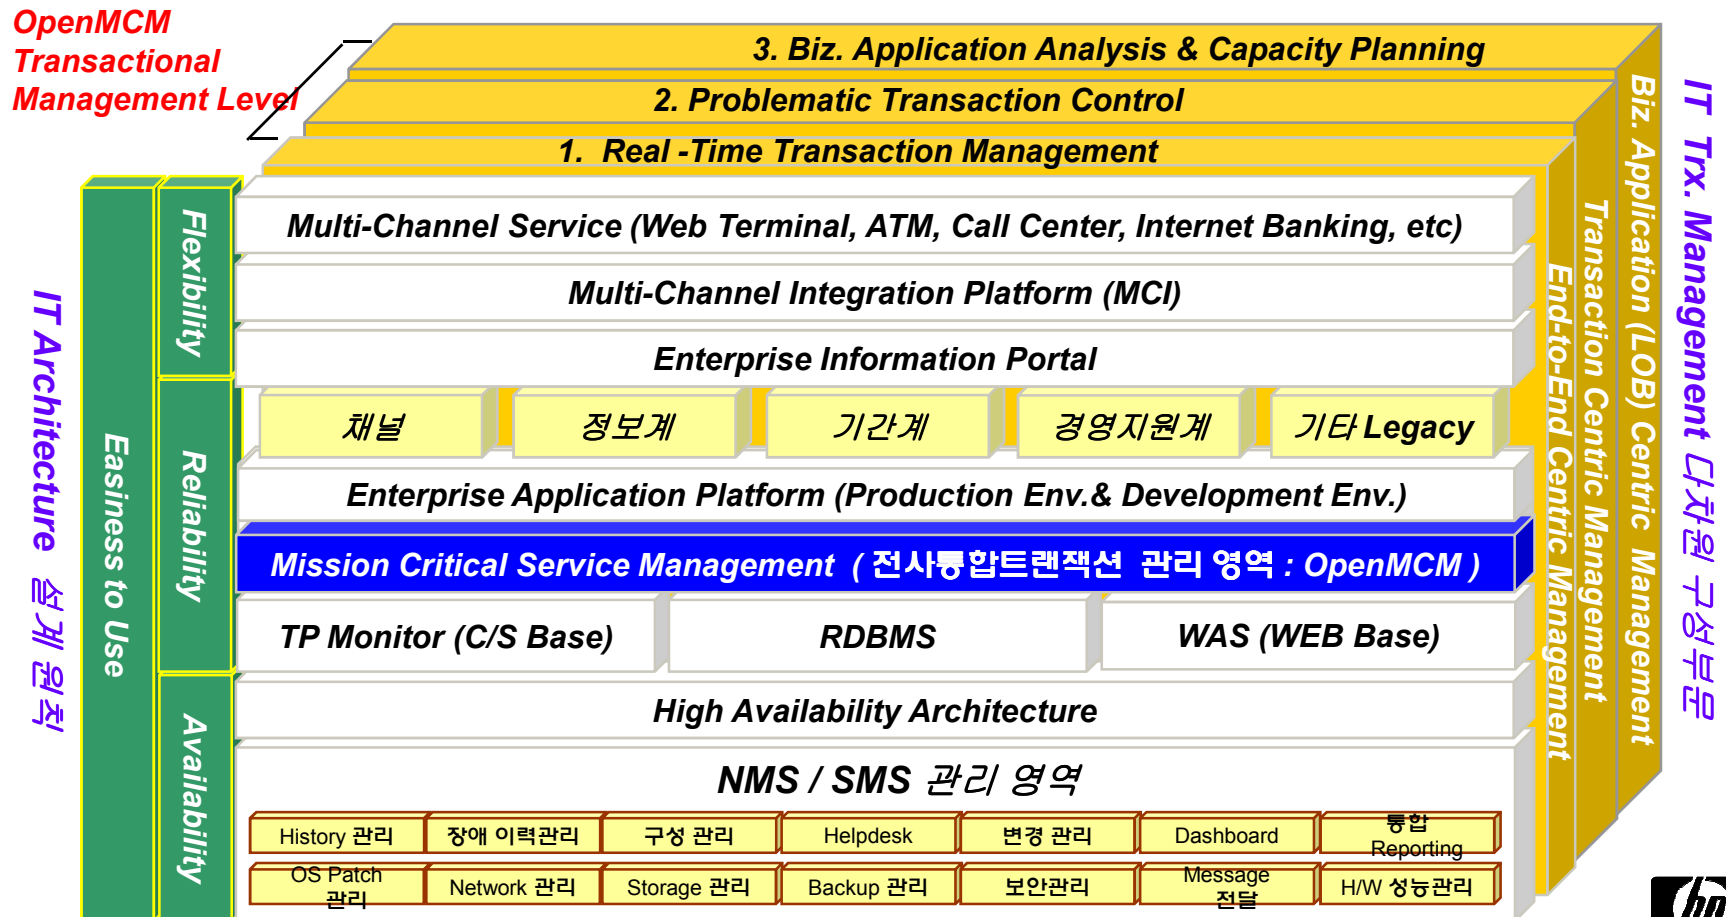 OpenMCM
Transactional
Management Level
3. Biz. Application Analysis & Capacity Planning
2. Problematic Transaction Control
1. Real -Time Transaction Management
Multi-Channel Service (Web Terminal, ATM, Call Center, Internet Banking, etc)
Multi-Channel Integration Platform (MCI)
Enterprise Information Portal
채널
정보계
기간계
경영지원계
기타 Legacy
Enterprise Application Platform (Production Env.& Development Env.)
Mission Critical Service Management ( 전사통합트랜잭션 관리 영역 : OpenMCM )
TP Monitor (C/S Base)
RDBMS
WAS (WEB Base)
High Availability Architecture
NMS / SMS 관리 영역
History 관리
장애 이력관리
구성 관리
Helpdesk
변경 관리
Dashboard
통합
Reporting
OS Patch
관리
Network 관리
Storage 관리
Backup 관리
보안관리
Message
전달
H/W 성능관리
IT Architecture 설계 원칙
Easiness to Use
Flexibility
Reliability
Availability
End-to-End Centric Management
Transaction Centric Management
Biz. Application (LOB) Centric Management
IT Trx. Management 다차원 구성부문
hp